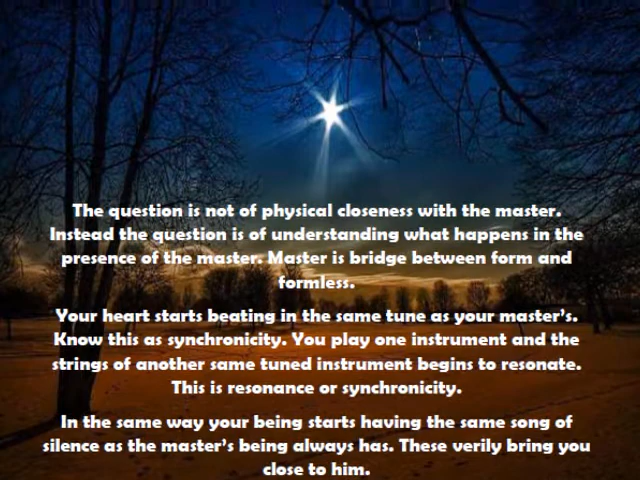 The question is not of physical closeness with the master.
Instead the question is of understanding what happens in the
presence of the master. Master is bridge between form and
formless.
Your heart starts beating in the same tune as your master's.
Know this as synchronicity. You play one instrument and the
strings of another same tuned instrument begins to resonate.
This is resonance or synchronicity.
In the same way your being starts having the same song of
silence as the master's being always has. These verily bring you
close to him.